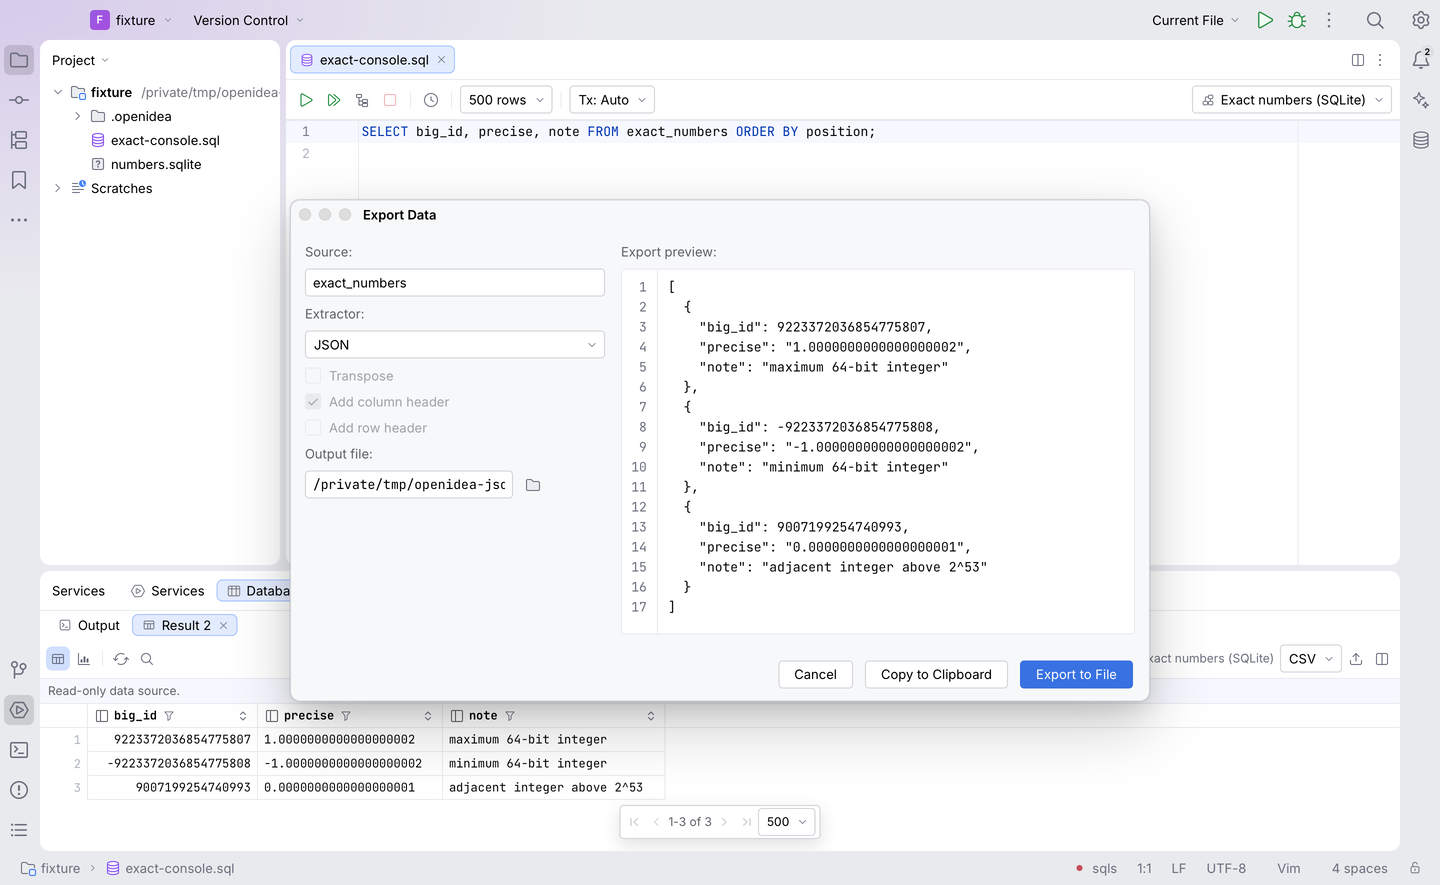 F fixture Version Control Current File
2
Project
exact-console.sql
fixture /private/tmp/openidea-
.openidea
exact-console.sql
? numbers.sqlite
Scratches
500 rows Tx: Auto Exact numbers (SQLite)
1 SELECT big_id, precise, note FROM exact_numbers ORDER BY position;
2
Export Data
Source:
exact_numbers
Extractor:
JSON
Transpose
Add column header
Add row header
Output file:
/private/tmp/openidea-jsc
Export preview:
1 [
2 {
3 "big_id": 9223372036854775807,
4 "precise": "1.0000000000000000002",
5 "note": "maximum 64-bit integer"
6 },
7 {
8 "big_id": -9223372036854775808,
9 "precise": "-1.0000000000000000002",
10 "note": "minimum 64-bit integer"
11 },
12 {
13 "big_id": 9007199254740993,
14 "precise": "0.0000000000000000001",
15 "note": "adjacent integer above 2^53"
16 }
17 ]
Cancel Copy to Clipboard Export to File
Services Services Databa
Output Result 2
xact numbers (SQLite) CSV
Read-only data source.
big_id precise note
1 9223372036854775807 1.0000000000000000002 maximum 64-bit integer
2 -9223372036854775808 -1.0000000000000000002 minimum 64-bit integer
3 9007199254740993 0.0000000000000000001 adjacent integer above 2^53
1-3 of 3 500
fixture exact-console.sql sqls 1:1 LF UTF-8 Vim 4 spaces